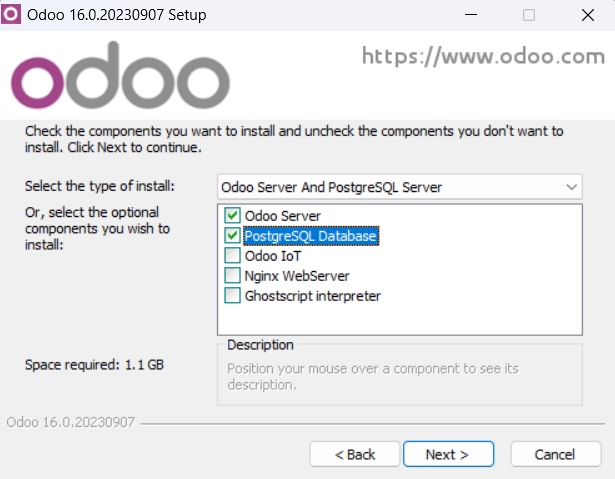 Odoo 16.0.20230907 Setup
odoo
https://www.odoo.com
Check the components you want to install and uncheck the components you don't want to
install. Click Next to continue.
Select the type of install:
Odoo Server And PostgreSQL Server
Or, select the optional
components you wish to
install:
Odoo Server
PostgreSQL Database
Odoo IoT
Nginx WebServer
Ghostscript interpreter
Space required: 1.1 GB
Description
Position your mouse over a component to see its
description.
Odoo 16.0.20230907
< Back
Next >
Cancel